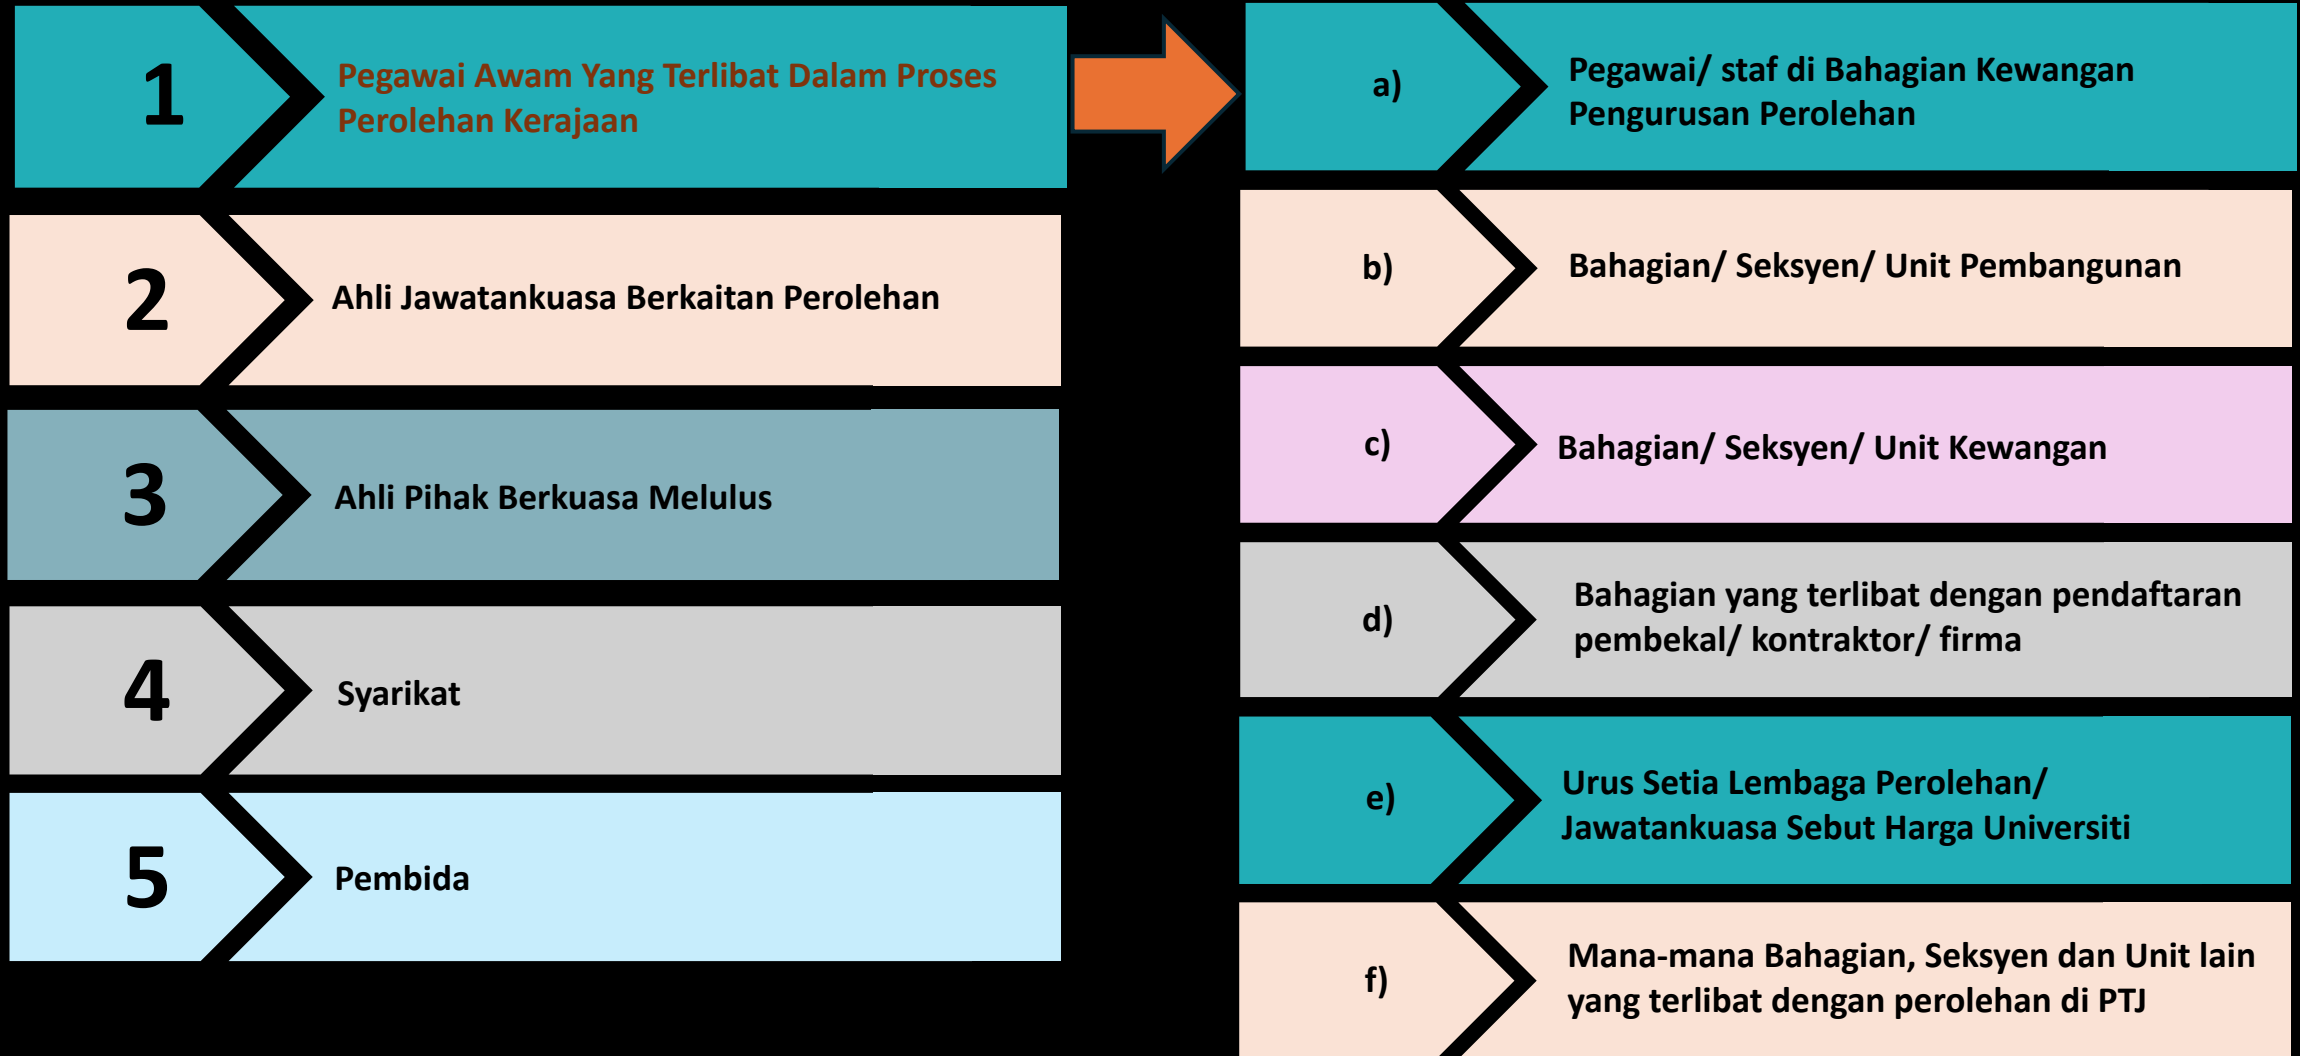 1
Pegawai Awam Yang Terlibat Dalam Proses
Perolehan Kerajaan
2
Ahli Jawatankuasa Berkaitan Perolehan
3
Ahli Pihak Berkuasa Melulus
4
Syarikat
5
Pembida
a)
Pegawai/ staf di Bahagian Kewangan
Pengurusan Perolehan
b)
Bahagian/ Seksyen/ Unit Pembangunan
c)
Bahagian/ Seksyen/ Unit Kewangan
d)
Bahagian yang terlibat dengan pendaftaran
pembekal/ kontraktor/ firma
e)
Urus Setia Lembaga Perolehan/
Jawatankuasa Sebut Harga Universiti
f)
Mana-mana Bahagian, Seksyen dan Unit lain
yang terlibat dengan perolehan di PTJ